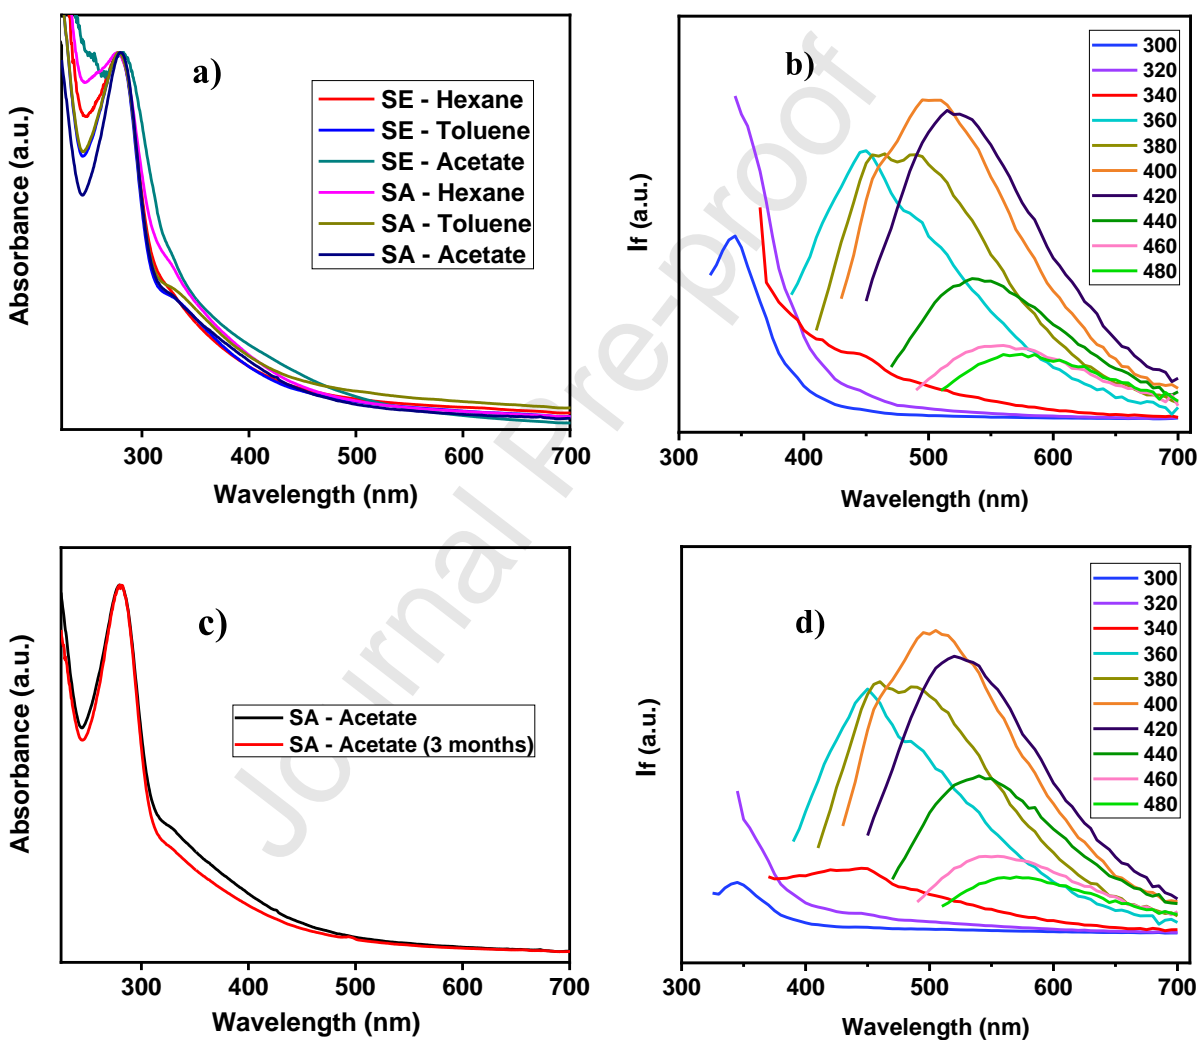 a)
SE - Hexane
SE - Toluene
SE - Acetate
SA - Hexane
SA - Toluene
SA - Acetate
Absorbance (a.u.)
300
400
500
600
700
Wavelength (nm)
b)
300
320
340
360
380
400
420
440
460
480
If (a.u.)
300
400
500
600
700
Wavelength (nm)
c)
SA - Acetate
SA - Acetate (3 months)
Absorbance (a.u.)
300
400
500
600
700
Wavelength (nm)
d)
300
320
340
360
380
400
420
440
460
480
If (a.u.)
300
400
500
600
700
Wavelength (nm)
Journal Pre-proof